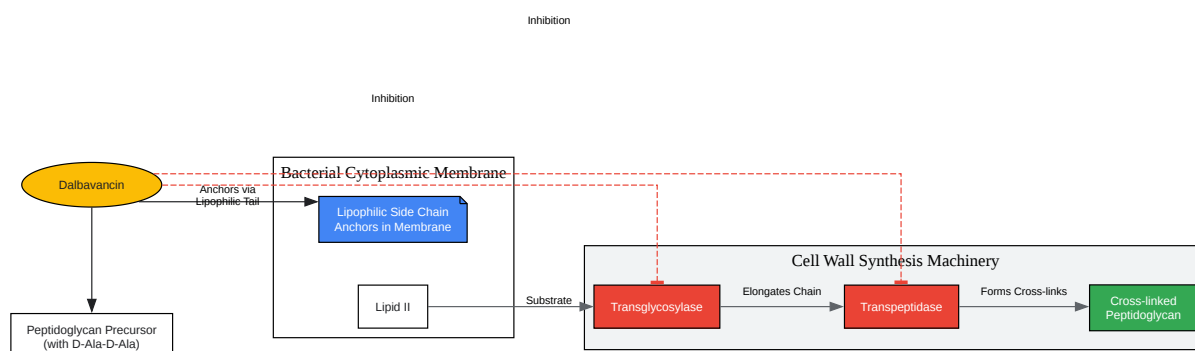 Inhibition
Inhibition
Bacterial Cytoplasmic Membrane
Dalbavancin
Anchors via
Lipophilic Tail
Lipophilic Side Chain
Anchors in Membrane
Cell Wall Synthesis Machinery
Lipid II
Substrate
Transglycosylase
Elongates Chain
Transpeptidase
Forms Cross-links
Cross-linked
Peptidoglycan
Peptidoglycan Precursor
(with D-Ala-D-Ala)